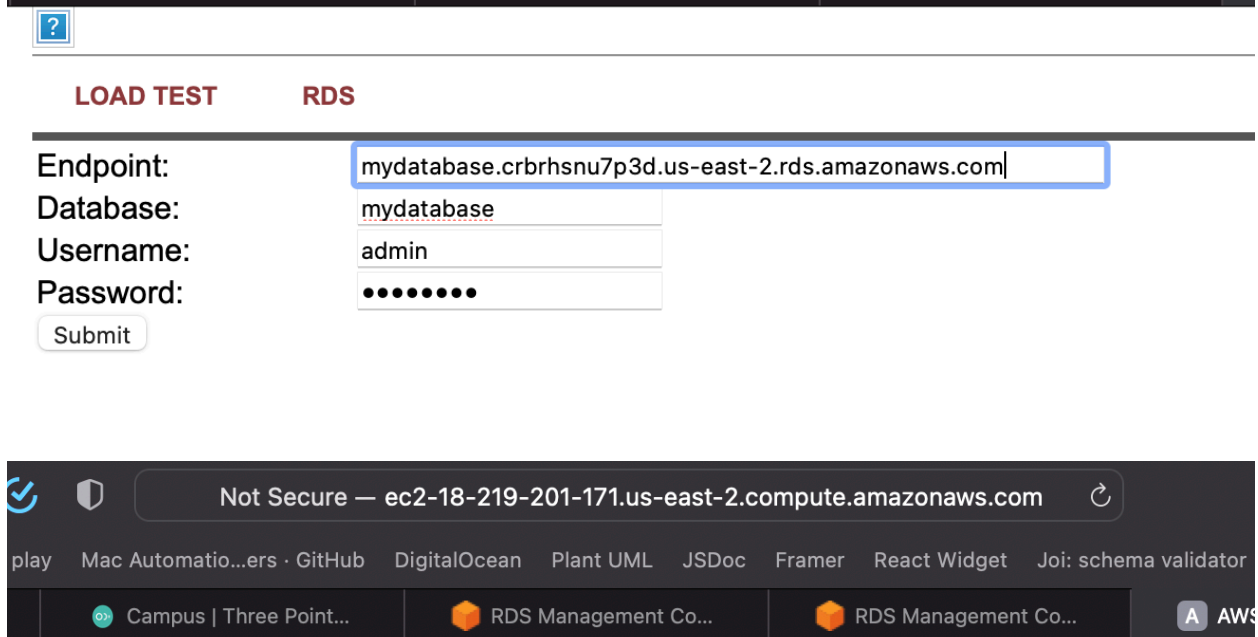 ?
LOAD TEST RDS
Endpoint: mydatabase.crbrhsnu7p3d.us-east-2.rds.amazonaws.com
Database: mydatabase
Username: admin
Password: ••••••••
Submit
Not Secure — ec2-18-219-201-171.us-east-2.compute.amazonaws.com
play Mac Automatio...ers · GitHub DigitalOcean Plant UML JSDoc Framer React Widget Joi: schema validator
Campus | Three Point... RDS Management Co... RDS Management Co... A AWS